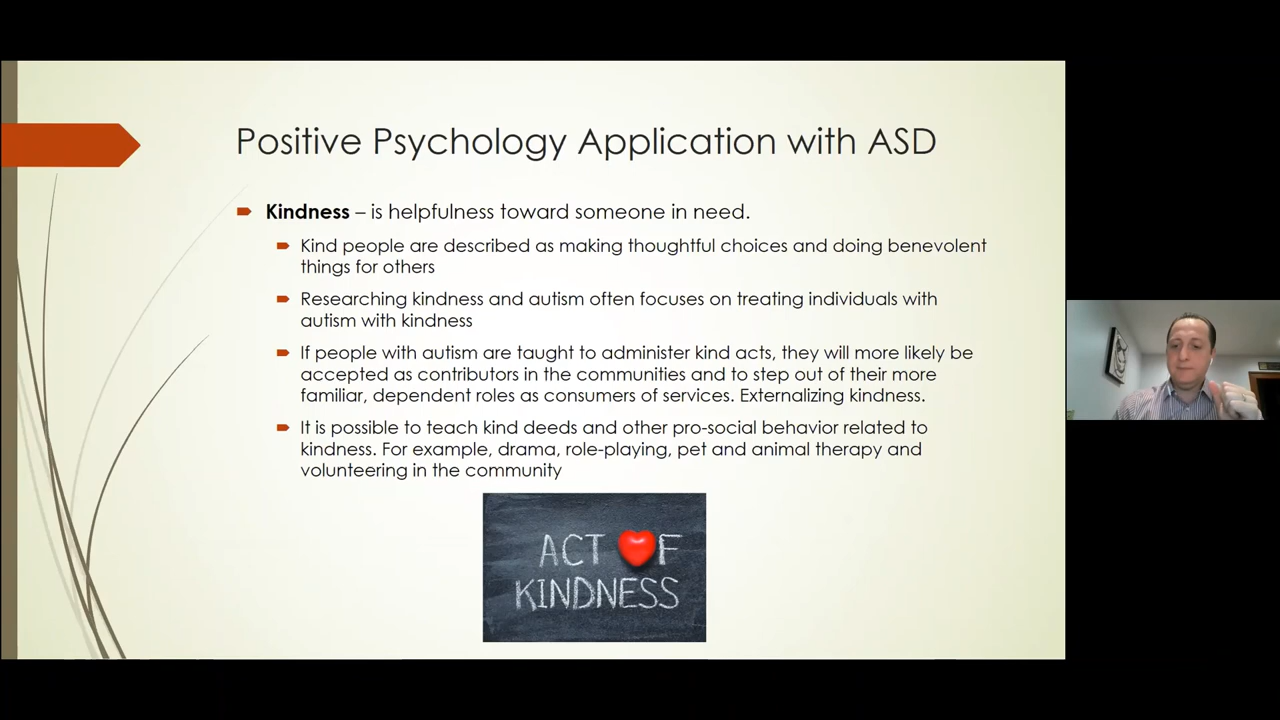 Positive Psychology Application with ASD
Kindness – is helpfulness toward someone in need.
Kind people are described as making thoughtful choices and doing benevolent
things for others
Researching kindness and autism often focuses on treating individuals with
autism with kindness
If people with autism are taught to administer kind acts, they will more likely be
accepted as contributors in the communities and to step out of their more
familiar, dependent roles as consumers of services. Externalizing kindness.
It is possible to teach kind deeds and other pro-social behavior related to
kindness. For example, drama, role-playing, pet and animal therapy and
volunteering in the community
ACT ❤F
KINDNESS